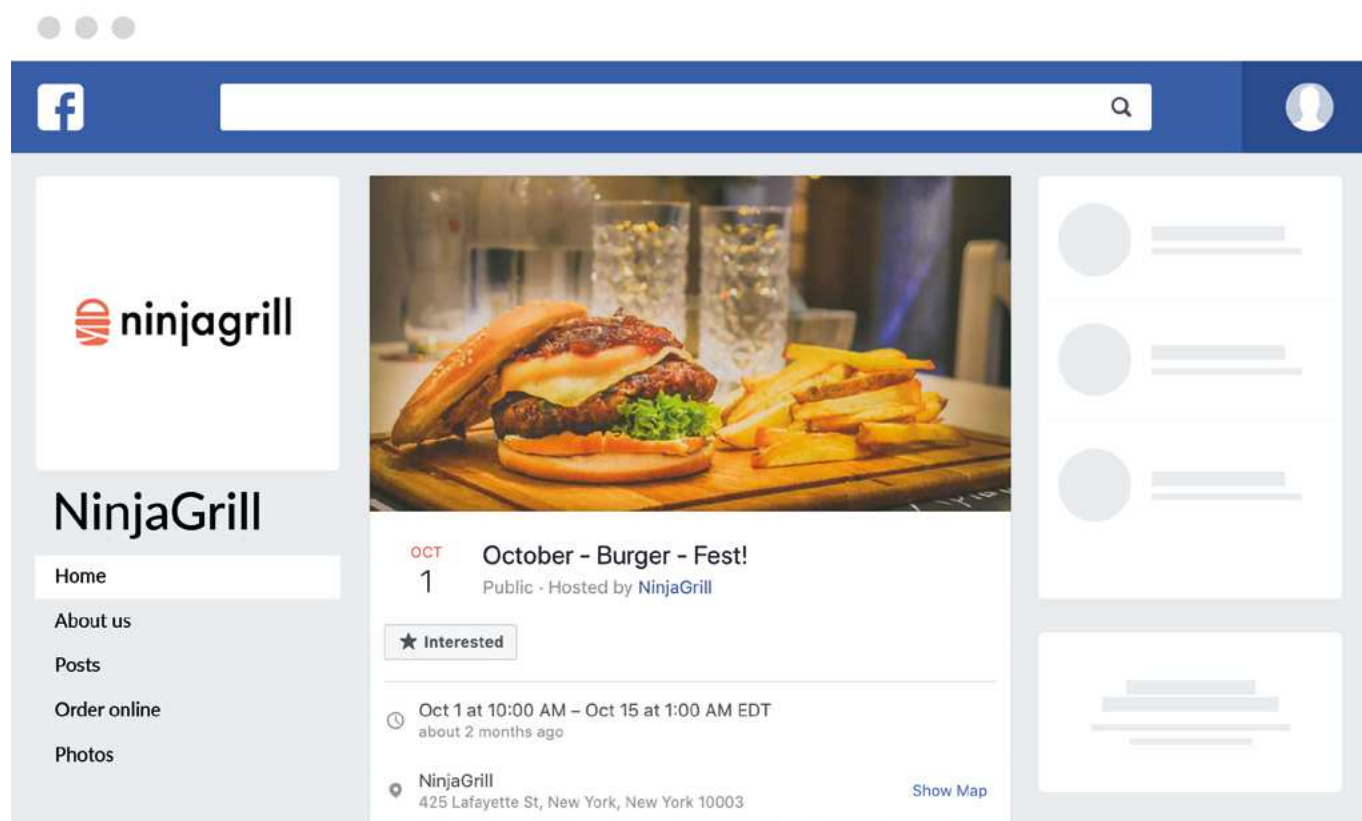 f
ninjagrill
NinjaGrill
Home
About us
Posts
Order online
Photos
OCT
1
October - Burger - Fest!
Public · Hosted by NinjaGrill
Interested
Oct 1 at 10:00 AM – Oct 15 at 1:00 AM EDT
about 2 months ago
NinjaGrill
425 Lafayette St, New York, New York 10003
Show Map